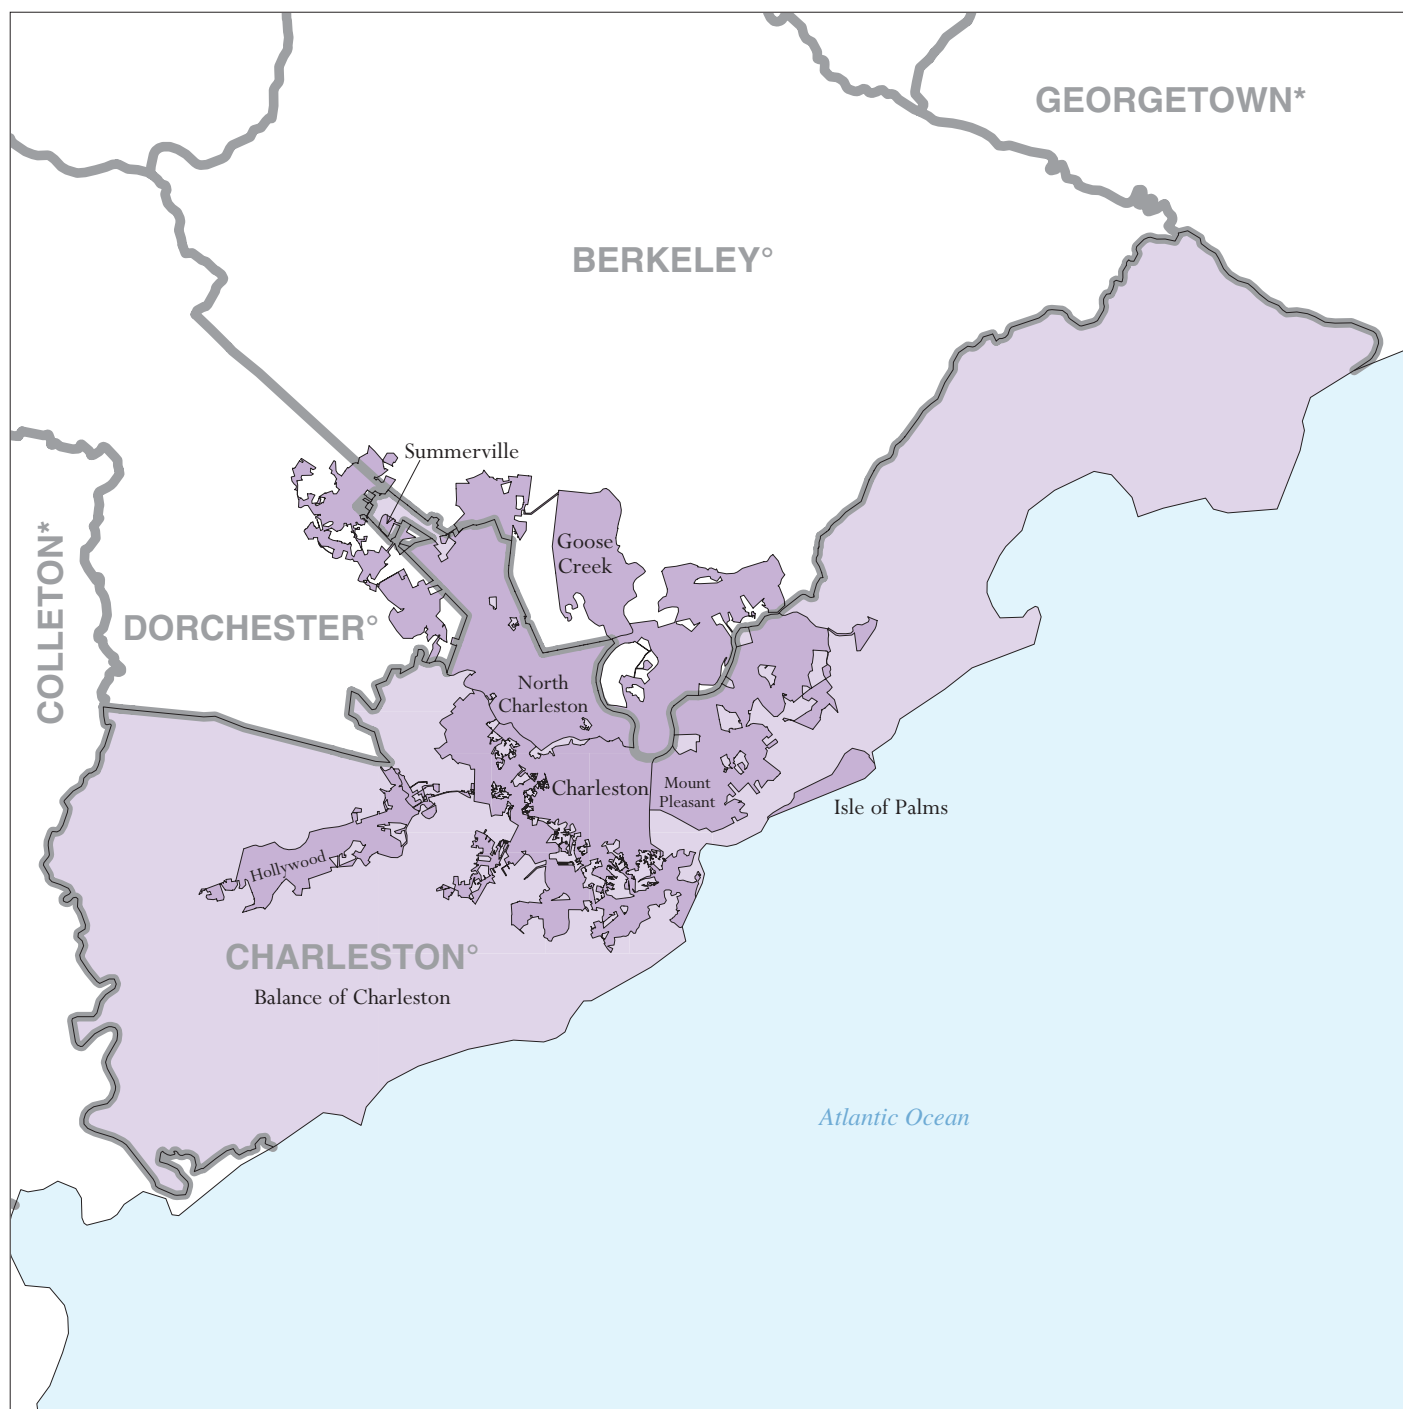 GEORGETOWN*
BERKELEY°
Summerville
COLLETON*
Goose
Creek
DORCHESTER°
North
Charleston
Charleston
Mount
Pleasant
Isle of Palms
Hollywood
CHARLESTON°
Balance of Charleston
Atlantic Ocean